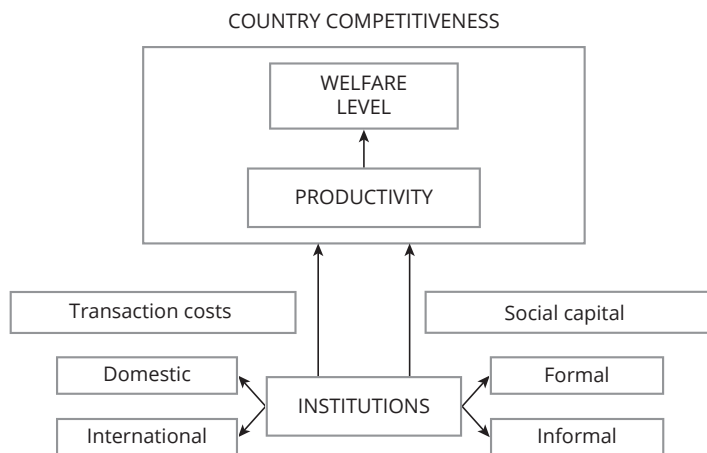 COUNTRY COMPETITIVENESS
WELFARE
LEVEL
PRODUCTIVITY
Transaction costs
Social capital
Domestic
Formal
INSTITUTIONS
International
Informal